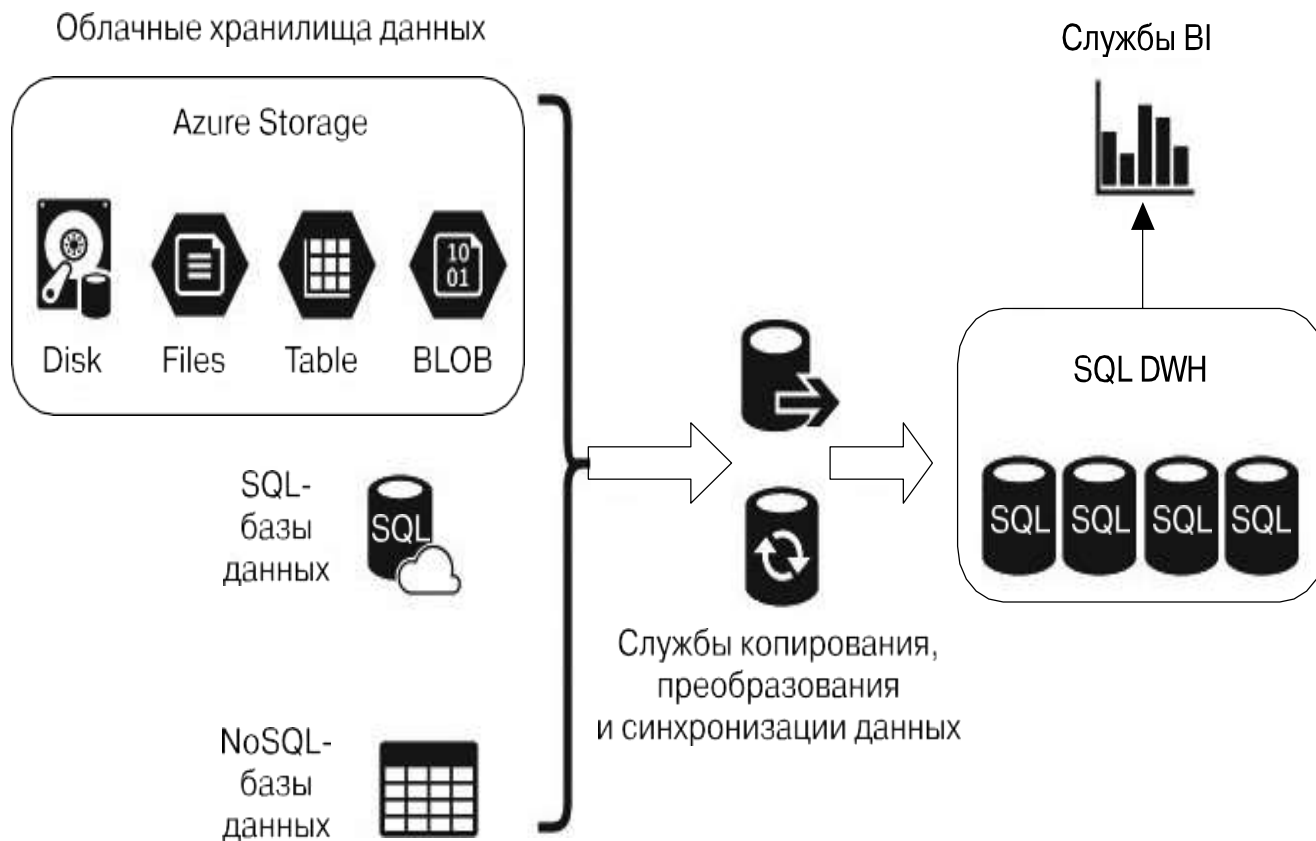 Облачные хранилища данных
Azure Storage
10
01
Disk
Files
Table
BLOB
SQL-
базы
данных
SQL
NoSQL-
базы
данных
Службы копирования,
преобразования
и синхронизации данных
Службы BI
SQL DWH
SQL
SQL
SQL
SQL